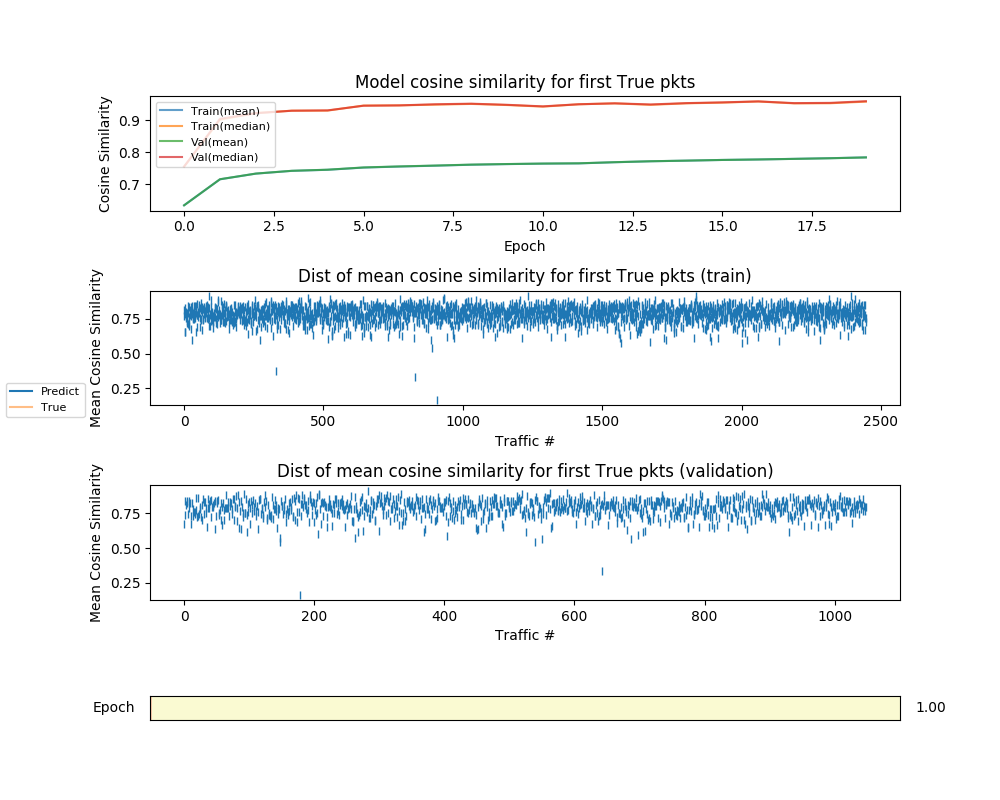 Model cosine similarity for first True pkts
Cosine Similarity
0.9
0.8
0.7
Train(mean)
Train(median)
Val(mean)
Val(median)
0.0 2.5 5.0 7.5 10.0 12.5 15.0 17.5
Epoch
Dist of mean cosine similarity for first True pkts (train)
Mean Cosine Similarity
0.75
0.50
0.25
0 500 1000 1500 2000 2500
Traffic #
Predict
True
Dist of mean cosine similarity for first True pkts (validation)
Mean Cosine Similarity
0.75
0.50
0.25
0 200 400 600 800 1000
Traffic #
Epoch 1.00